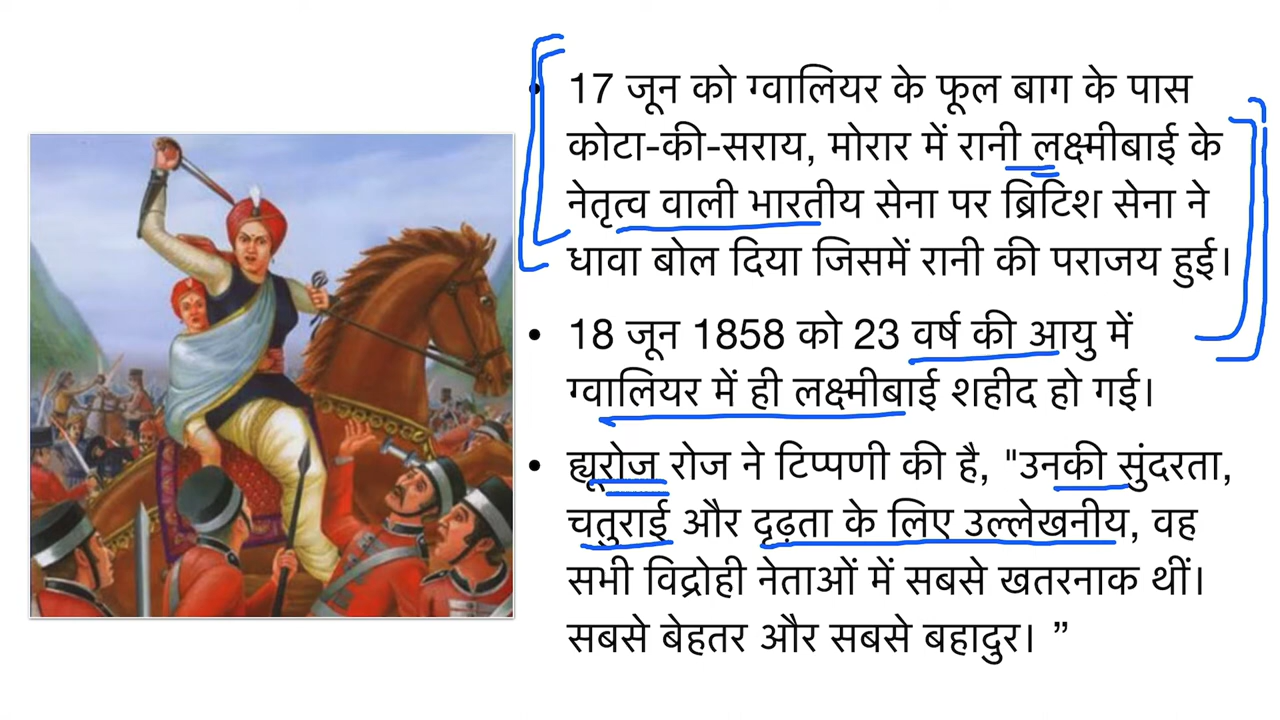 • 17 जून को ग्वालियर के फूल बाग के पास
कोटा-की-सराय, मोरार में रानी लक्ष्मीबाई के
नेतृत्व वाली भारतीय सेना पर ब्रिटिश सेना ने
धावा बोल दिया जिसमें रानी की पराजय हुई।
• 18 जून 1858 को 23 वर्ष की आयु में
ग्वालियर में ही लक्ष्मीबाई शहीद हो गई।
• ह्यूरोज रोज ने टिप्पणी की है, "उनकी सुंदरता,
चतुराई और दृढ़ता के लिए उल्लेखनीय, वह
सभी विद्रोही नेताओं में सबसे खतरनाक थीं।
सबसे बेहतर और सबसे बहादुर। ”